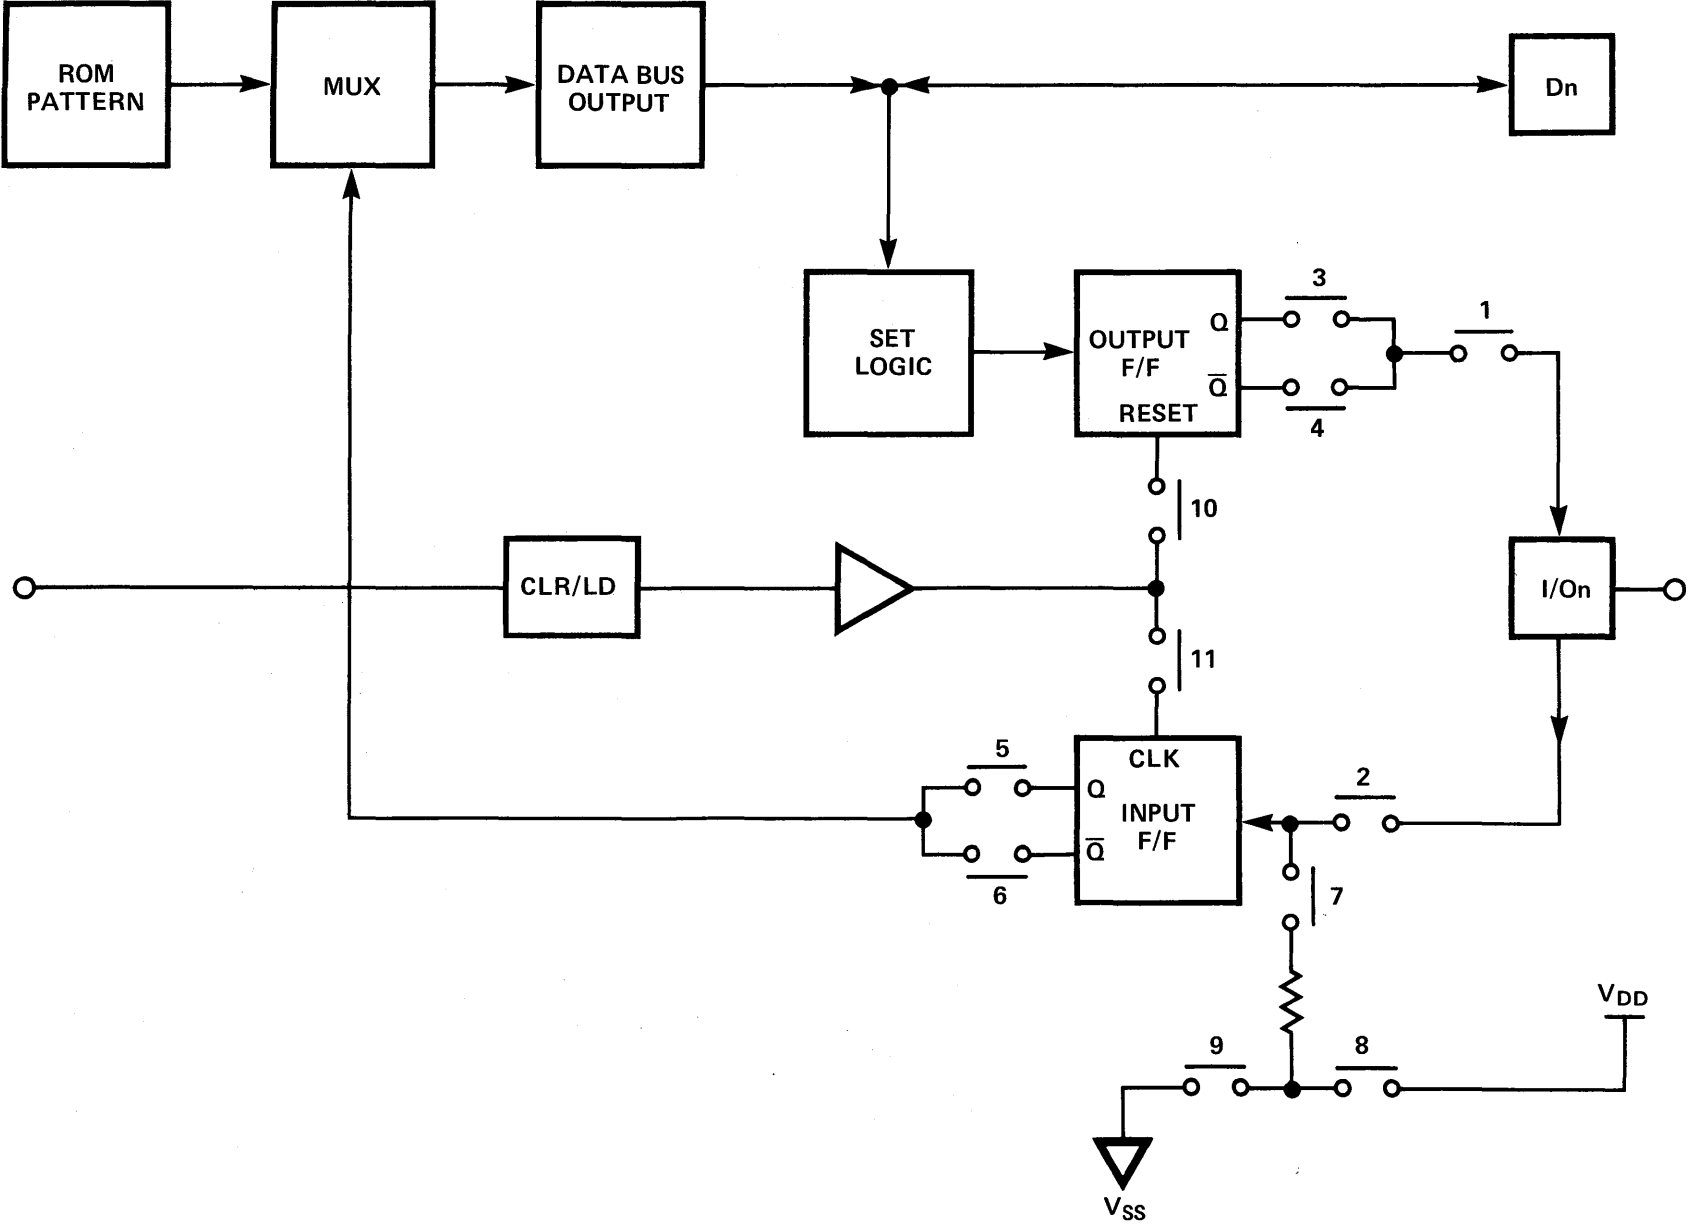 ROM
PATTERN
MUX
DATA BUS
OUTPUT
Dn
SET
LOGIC
OUTPUT
F/F
RESET
Q
Q̅
3
4
1
10
CLR/LD
I/On
11
CLK
INPUT
F/F
Q
Q̅
5
6
2
7
9
8
VDD
VSS